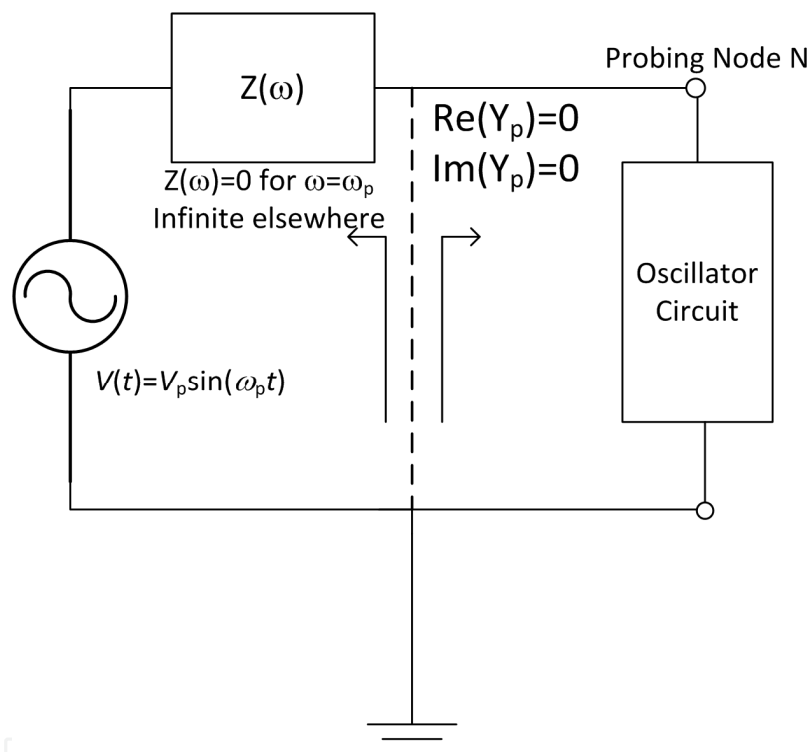 Probing Node N
Z(ω)
Re(Yₚ)=0
Im(Yₚ)=0
Z(ω)=0 for ω=ωₚ
Infinite elsewhere
Oscillator
Circuit
V(t)=Vₚsin(ωₚt)